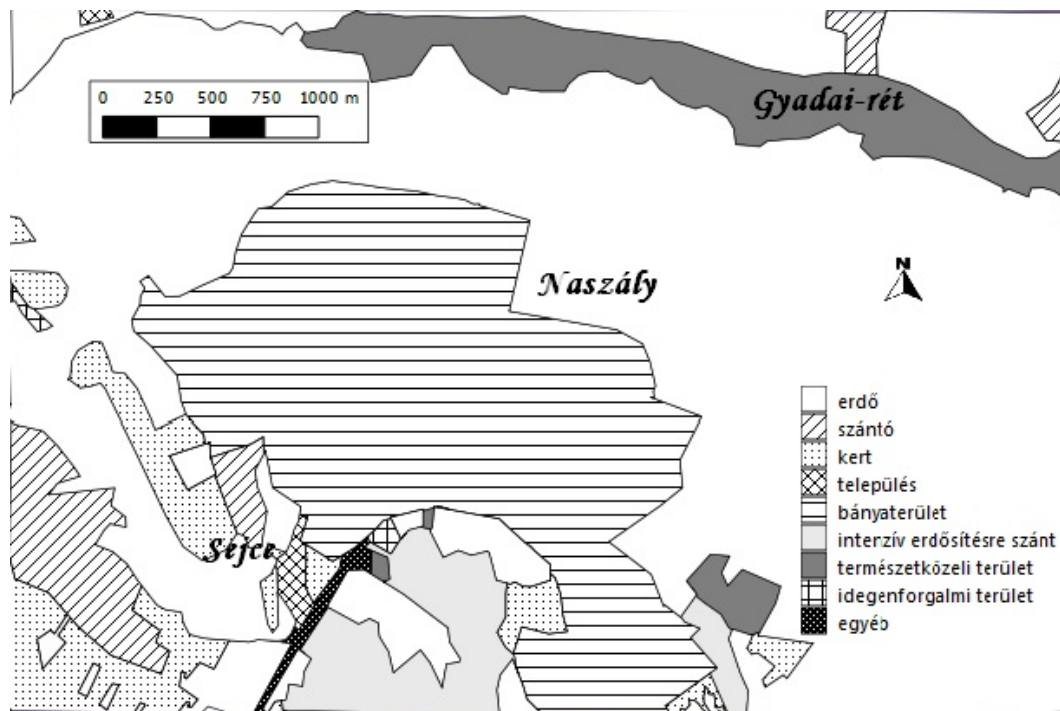 0 250 500 750 1000 m
Gyadai-rét
N
Naszály
Sejce
erdő
szántó
kert
település
bányaterület
interzív erdősítésre szánt
természetközeli terület
idegenforgalmi terület
egyéb